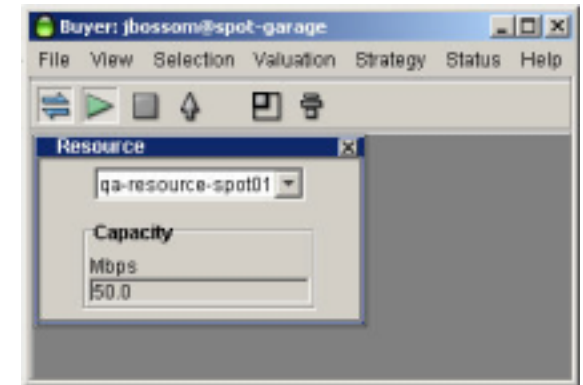 Buyer: jbossom@spot-garage
File View Selection Valuation Strategy Status Help
Resource
qa-resource-spot01
Capacity
Mbps
50.0